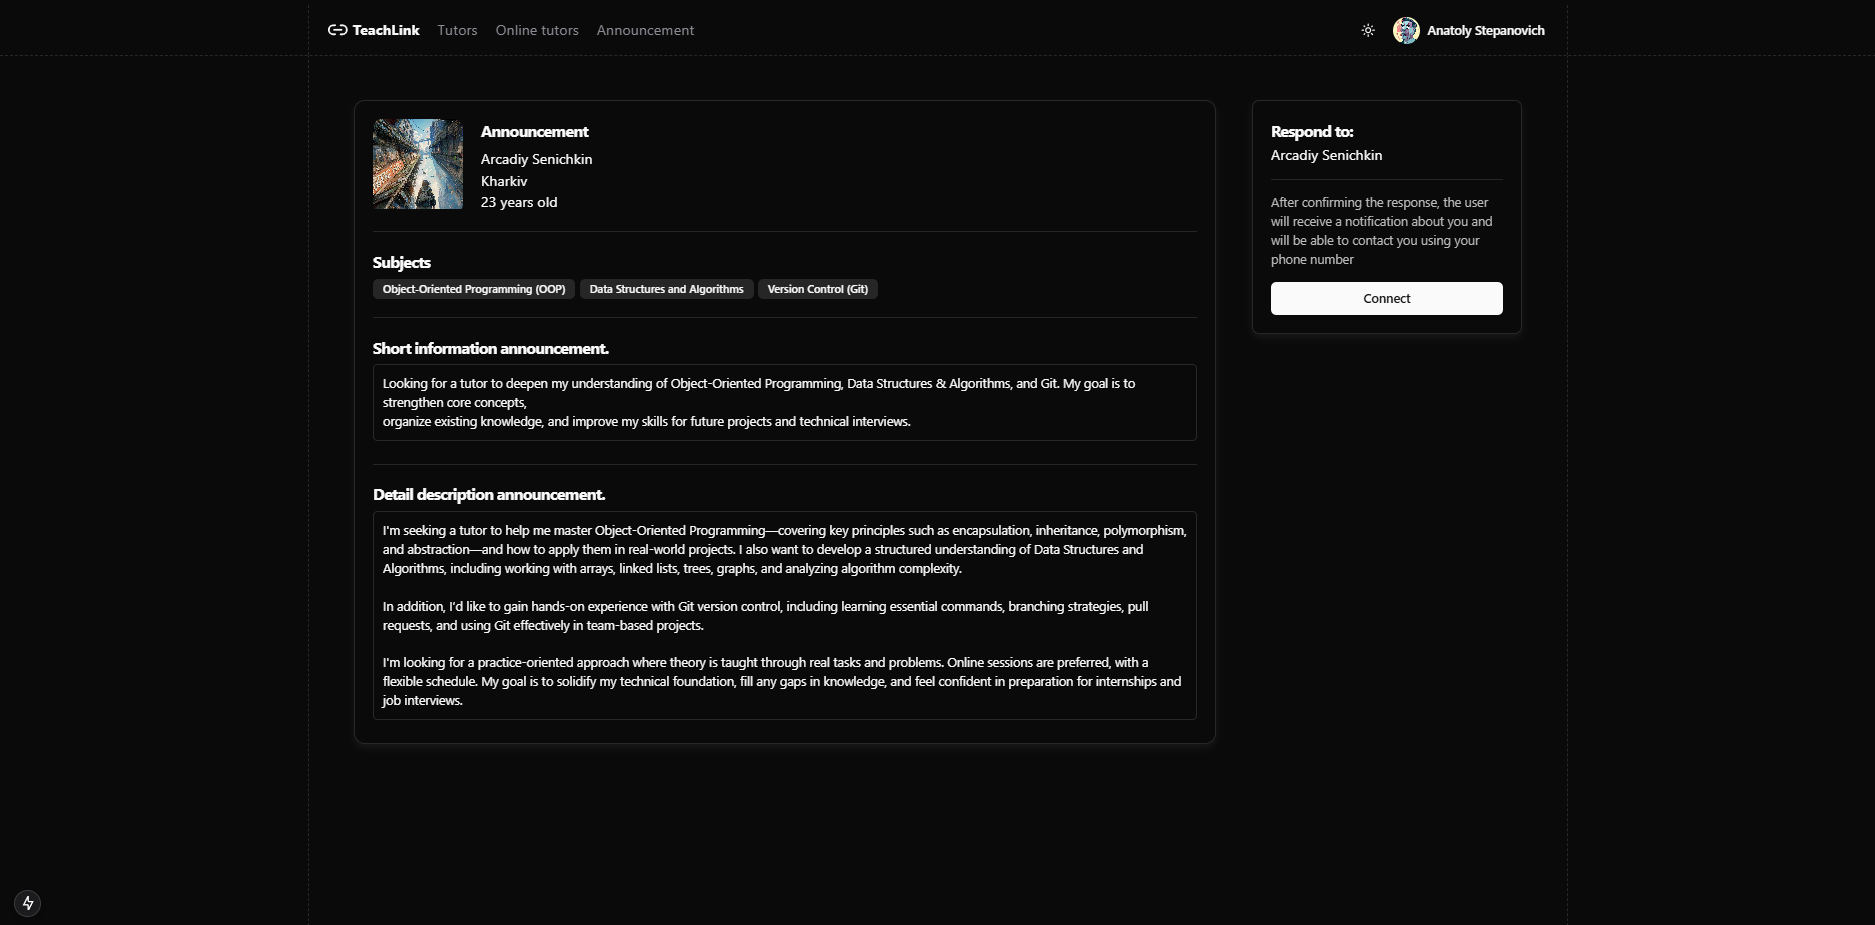 TeachLink Tutors Online tutors Announcement Anatoly Stepanovich
Announcement
Arcadiy Senichkin
Kharkiv
23 years old
Subjects
Object-Oriented Programming (OOP) Data Structures and Algorithms Version Control (Git)
Short information announcement.
Looking for a tutor to deepen my understanding of Object-Oriented Programming, Data Structures & Algorithms, and Git. My goal is to
strengthen core concepts,
organize existing knowledge, and improve my skills for future projects and technical interviews.
Detail description announcement.
I'm seeking a tutor to help me master Object-Oriented Programming—covering key principles such as encapsulation, inheritance, polymorphism,
and abstraction—and how to apply them in real-world projects. I also want to develop a structured understanding of Data Structures and
Algorithms, including working with arrays, linked lists, trees, graphs, and analyzing algorithm complexity.
In addition, I’d like to gain hands-on experience with Git version control, including learning essential commands, branching strategies, pull
requests, and using Git effectively in team-based projects.
I'm looking for a practice-oriented approach where theory is taught through real tasks and problems. Online sessions are preferred, with a
flexible schedule. My goal is to solidify my technical foundation, fill any gaps in knowledge, and feel confident in preparation for internships and
job interviews.
Respond to:
Arcadiy Senichkin
After confirming the response, the user
will receive a notification about you and
will be able to contact you using your
phone number
Connect